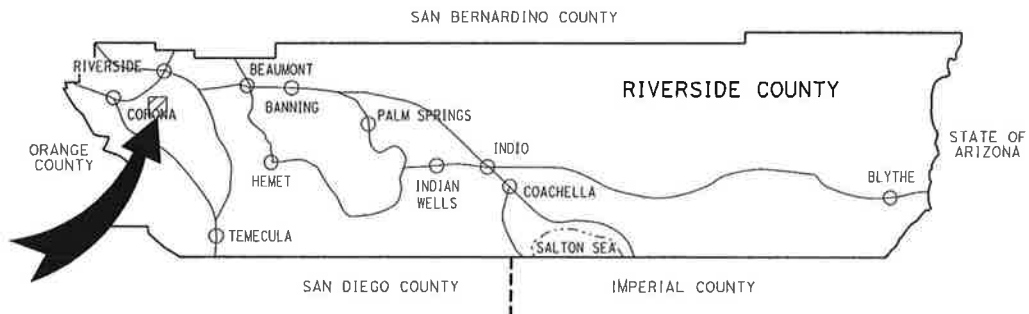 SAN BERNARDINO COUNTY
RIVERSIDE
BEAUMONT
RIVERSIDE COUNTY
BANNING
CORONA
PALM SPRINGS
ORANGE
COUNTY
STATE OF
ARIZONA
INDIO
HEMET
INDIAN
WELLS
COACHELLA
BLYTHE
TEMECULA
SALTON SEA
SAN DIEGO COUNTY
IMPERIAL COUNTY